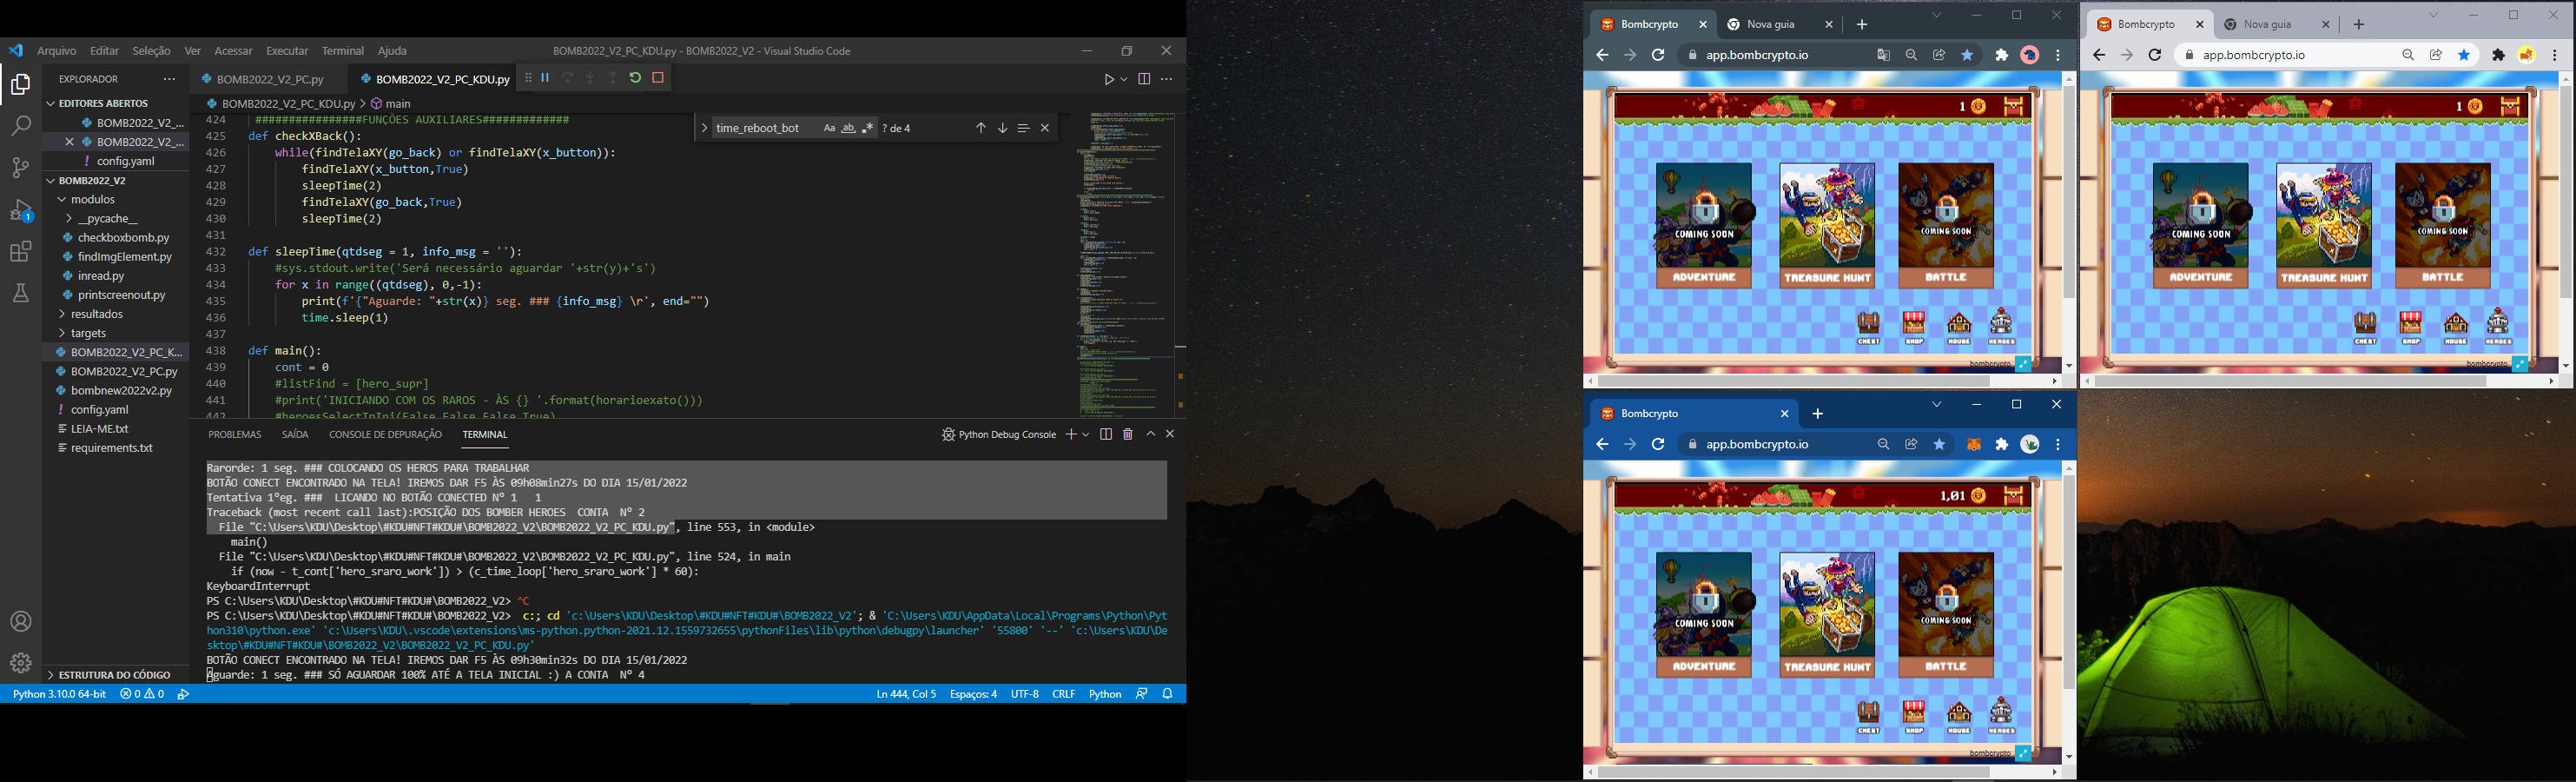 Arquivo Editar Seleção Ver Acessar Executar Terminal Ajuda
BOMB2022_V2_PC_KDU.py - BOMB2022_V2 - Visual Studio Code
EXPLORADOR
EDITORES ABERTOS
BOMB2022_V2_...
BOMB2022_V2_...
config.yaml
BOMB2022_V2
modulos
__pycache__
checkboxbomb.py
findImgElement.py
inread.py
printscreenout.py
resultados
targets
BOMB2022_V2_PC_K...
BOMB2022_V2_PC.py
bombnew2022v2.py
config.yaml
LEIA-ME.txt
requirements.txt
ESTRUTURA DO CÓDIGO
BOMB2022_V2_PC.py
BOMB2022_V2_PC_KDU.py
BOMB2022_V2_PC_KDU.py > main
time_reboot_bot
Aa ab
? de 4
424 ################FUNÇÕES AUXILIARES#############
425 def checkXBack():
426 while(findTelaXY(go_back) or findTelaXY(x_button)):
427 findTelaXY(x_button,True)
428 sleepTime(2)
429 findTelaXY(go_back,True)
430 sleepTime(2)
431
432 def sleepTime(qtdseg = 1, info_msg = ''):
433 #sys.stdout.write('Será necessário aguardar '+str(y)+'s')
434 for x in range((qtdseg), 0,-1):
435 print(f'{"Aguarde: "+str(x)} seg. ### {info_msg} \r', end="")
436 time.sleep(1)
437
438 def main():
439 cont = 0
440 #listFind = [hero_supr]
441 #print('INICIANDO COM OS RAROS - ÀS {} '.format(horarioexato()))
442 #heroesSelectToIni(False,False,False,True)
PROBLEMAS SAÍDA CONSOLE DE DEPURAÇÃO TERMINAL
Python Debug Console
Rarorde: 1 seg. ### COLOCANDO OS HEROS PARA TRABALHAR
BOTÃO CONECT ENCONTRADO NA TELA! IREMOS DAR F5 ÀS 09h08min27s DO DIA 15/01/2022
Tentativa 1ºeg. ### LICANDO NO BOTÃO CONECTED Nº 1 1
Traceback (most recent call last):POSIÇÃO DOS BOMBER HEROES CONTA Nº 2
File "C:\Users\KDU\Desktop\#KDU#NFT#KDU#\BOMB2022_V2\BOMB2022_V2_PC_KDU.py", line 553, in <module>
main()
File "C:\Users\KDU\Desktop\#KDU#NFT#KDU#\BOMB2022_V2\BOMB2022_V2_PC_KDU.py", line 524, in main
if (now - t_cont['hero_sraro_work']) > (c_time_loop['hero_sraro_work'] * 60):
KeyboardInterrupt
PS C:\Users\KDU\Desktop\#KDU#NFT#KDU#\BOMB2022_V2> ^C
PS C:\Users\KDU\Desktop\#KDU#NFT#KDU#\BOMB2022_V2> c:; cd 'c:\Users\KDU\Desktop\#KDU#NFT#KDU#\BOMB2022_V2'; & 'C:\Users\KDU\AppData\Local\Programs\Python\Pyt
hon310\python.exe' 'c:\Users\KDU\.vscode\extensions\ms-python.python-2021.12.1559732655\pythonFiles\lib\python\debugpy\launcher' '55800' '--' 'c:\Users\KDU\De
sktop\#KDU#NFT#KDU#\BOMB2022_V2\BOMB2022_V2_PC_KDU.py'
BOTÃO CONECT ENCONTRADO NA TELA! IREMOS DAR F5 ÀS 09h30min32s DO DIA 15/01/2022
Aguarde: 1 seg. ### SÓ AGUARDAR 100% ATÉ A TELA INICIAL :) A CONTA Nº 4
Python 3.10.0 64-bit 0 0
Ln 444, Col 5 Espaços: 4 UTF-8 CRLF Python
Bombcrypto Nova guia
app.bombcrypto.io
1
COMING SOON COMING SOON
ADVENTURE TREASURE HUNT BATTLE
CHEST SHOP HOUSE HEROES
bombcrypto
Bombcrypto Nova guia
app.bombcrypto.io
1
COMING SOON COMING SOON
ADVENTURE TREASURE HUNT BATTLE
CHEST SHOP HOUSE HEROES
bombcrypto
Bombcrypto
app.bombcrypto.io
1,01
COMING SOON COMING SOON
ADVENTURE TREASURE HUNT BATTLE
CHEST SHOP HOUSE HEROES
bombcrypto